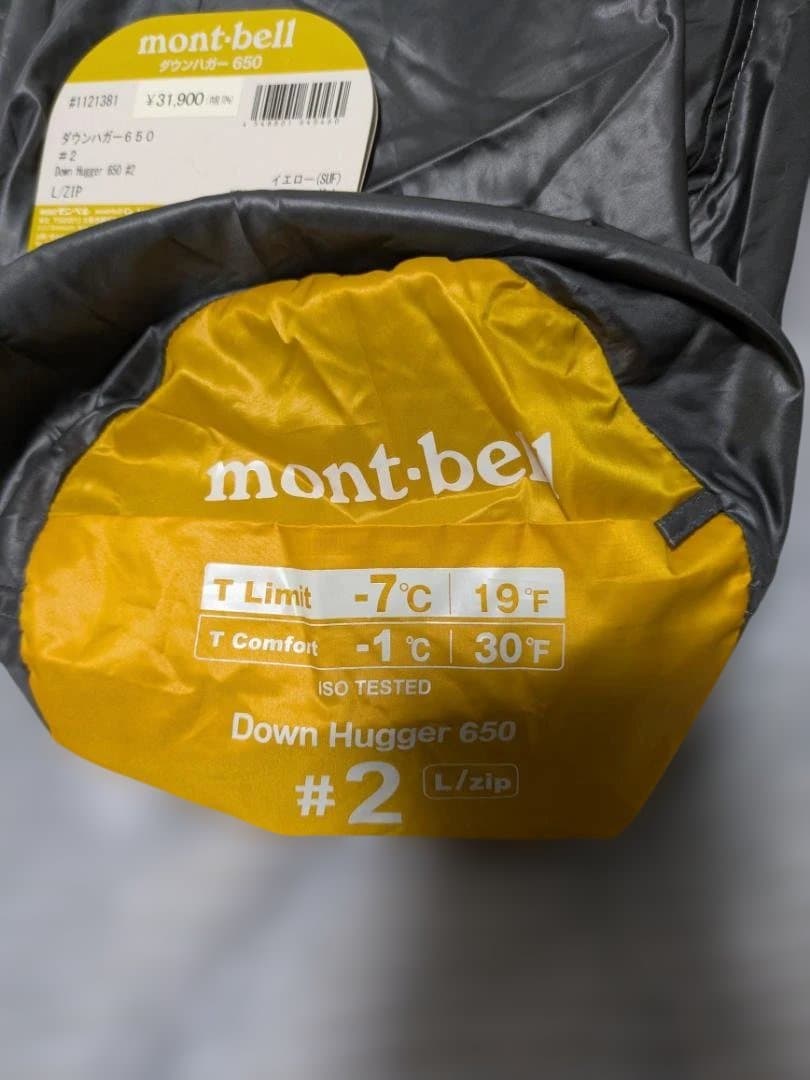 mont·bell
ダウンハガー 650
#1121381 ¥31,900
ダウンハガー650
#2
Down Hugger 650 #2
イエロー(SUF)
L/ZIP
mont·bell
T Limit -7℃ 19°F
T Comfort -1℃ 30°F
ISO TESTED
Down Hugger 650
#2 L/zip